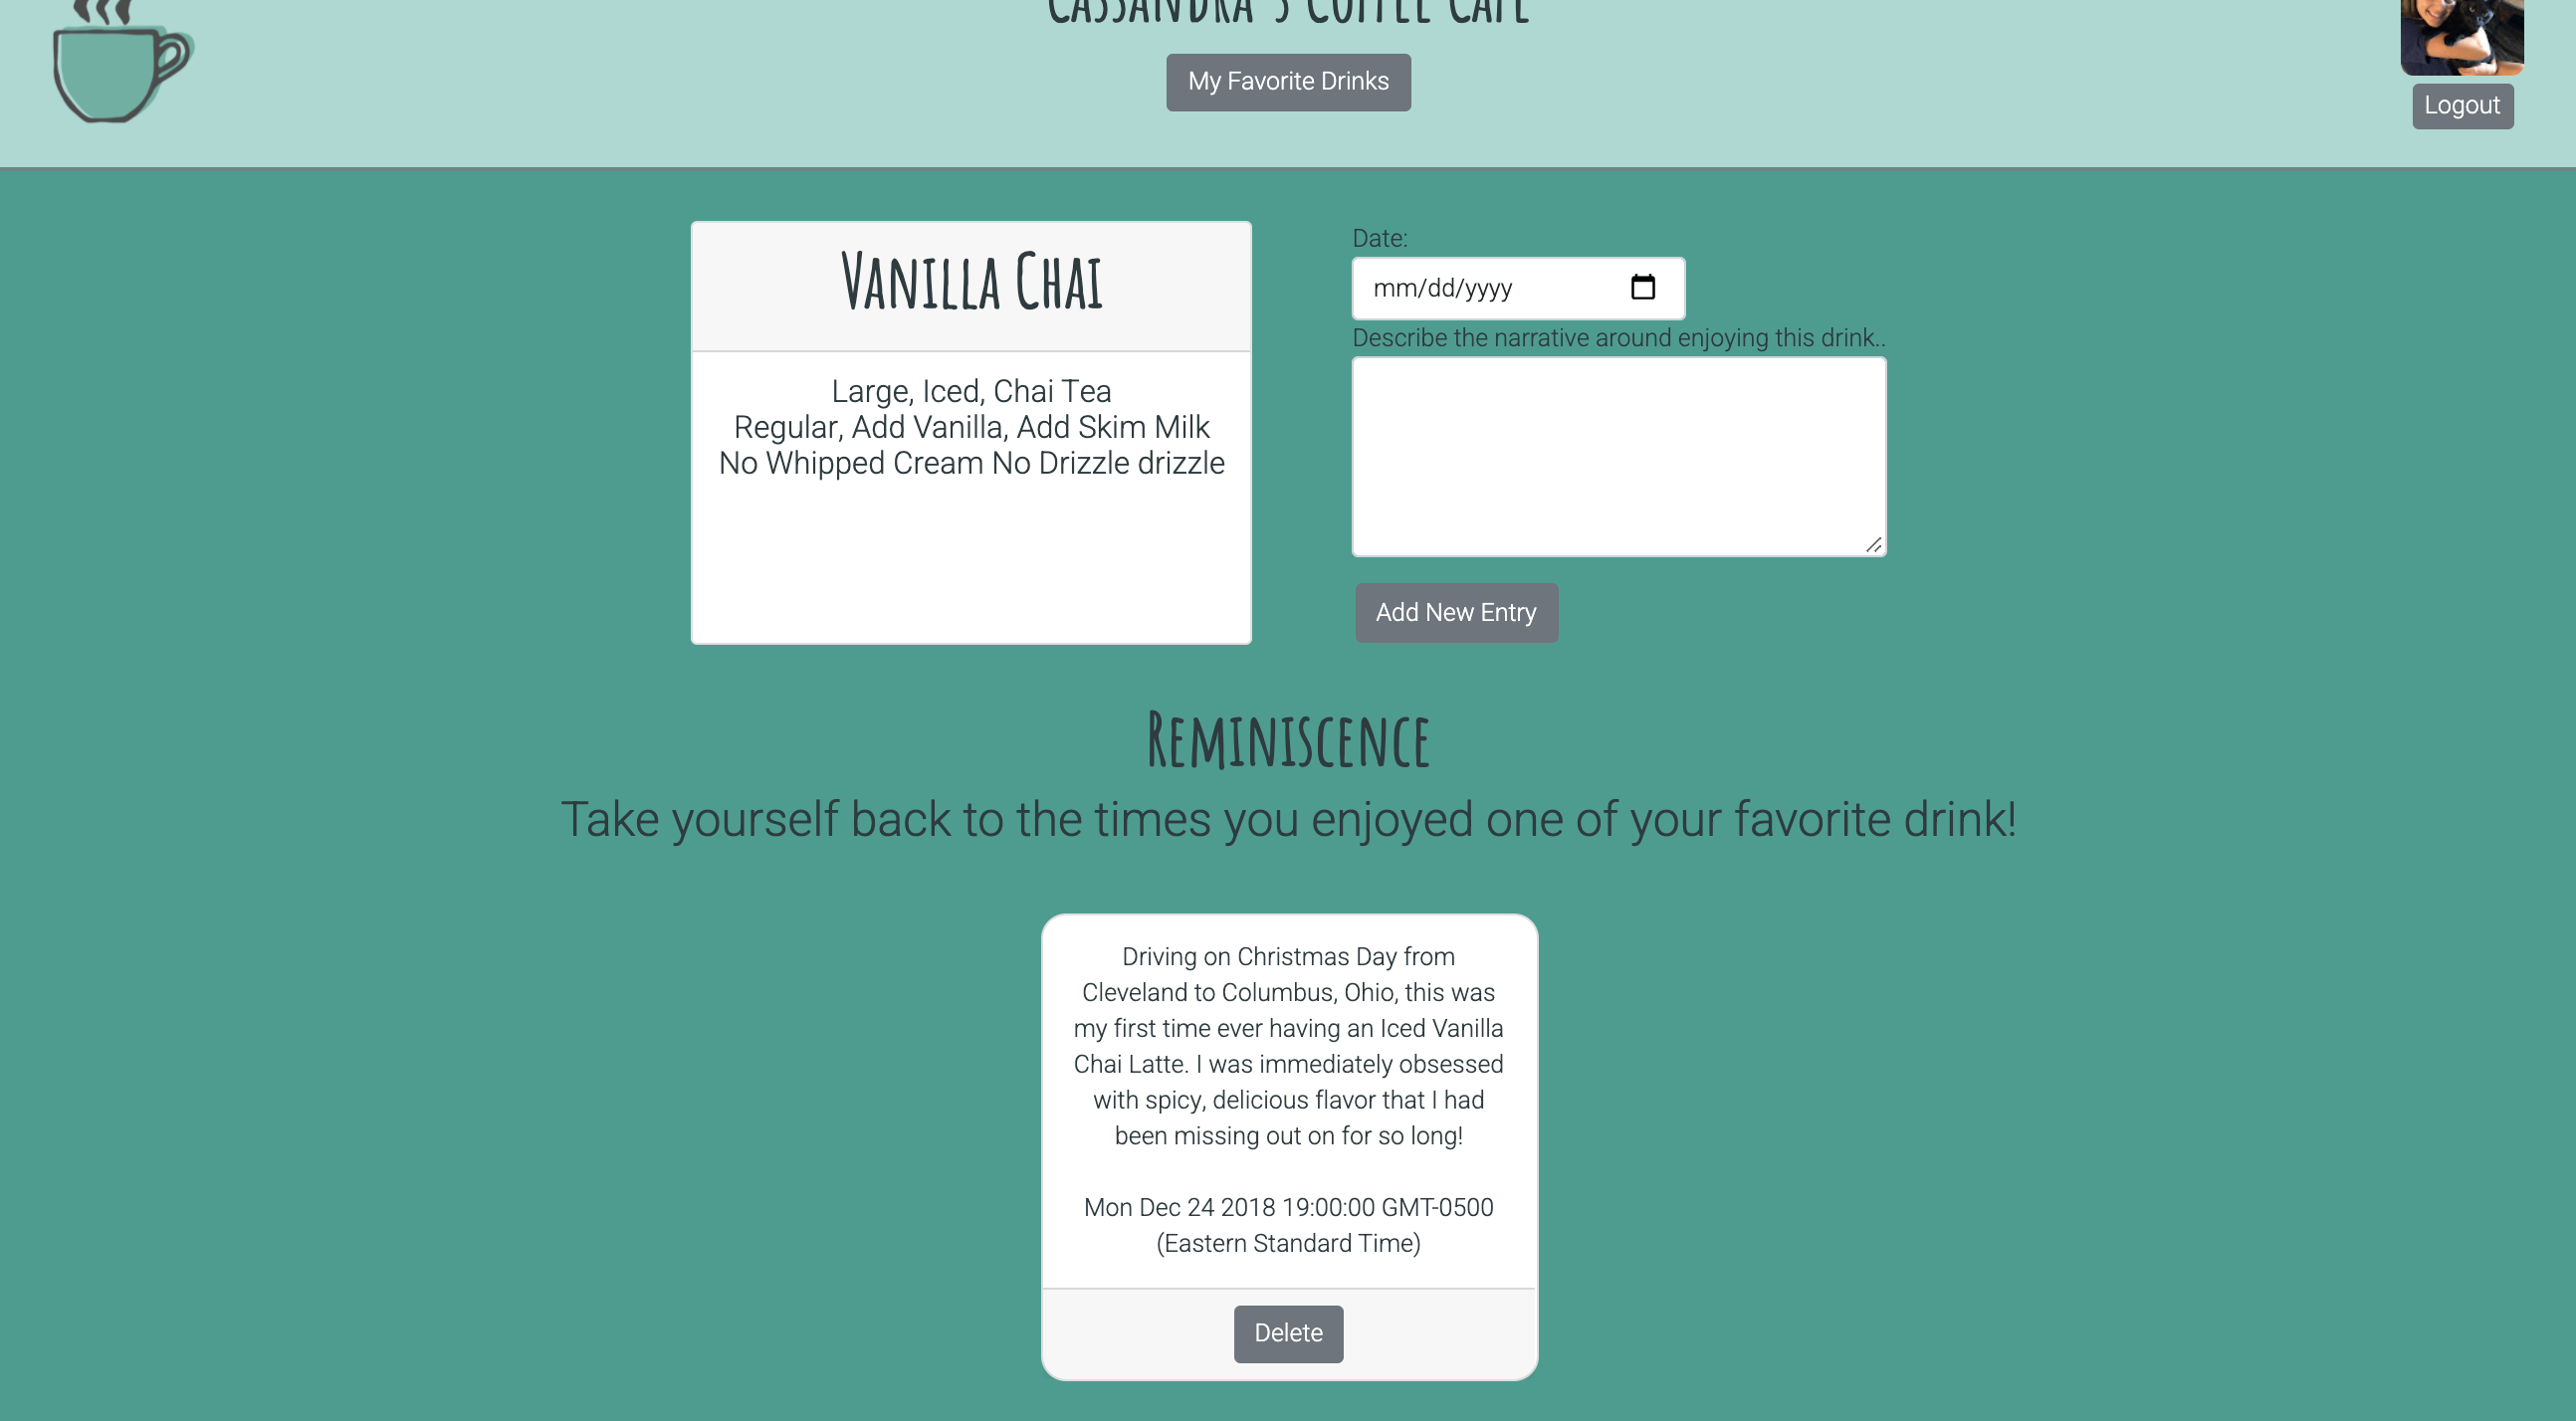 Cassandra's Coffee Cafe
My Favorite Drinks
Logout
Vanilla Chai
Large, Iced, Chai Tea
Regular, Add Vanilla, Add Skim Milk
No Whipped Cream No Drizzle drizzle
Date:
mm/dd/yyyy
Describe the narrative around enjoying this drink..
Add New Entry
Reminiscence
Take yourself back to the times you enjoyed one of your favorite drink!
Driving on Christmas Day from
Cleveland to Columbus, Ohio, this was
my first time ever having an Iced Vanilla
Chai Latte. I was immediately obsessed
with spicy, delicious flavor that I had
been missing out on for so long!
Mon Dec 24 2018 19:00:00 GMT-0500
(Eastern Standard Time)
Delete